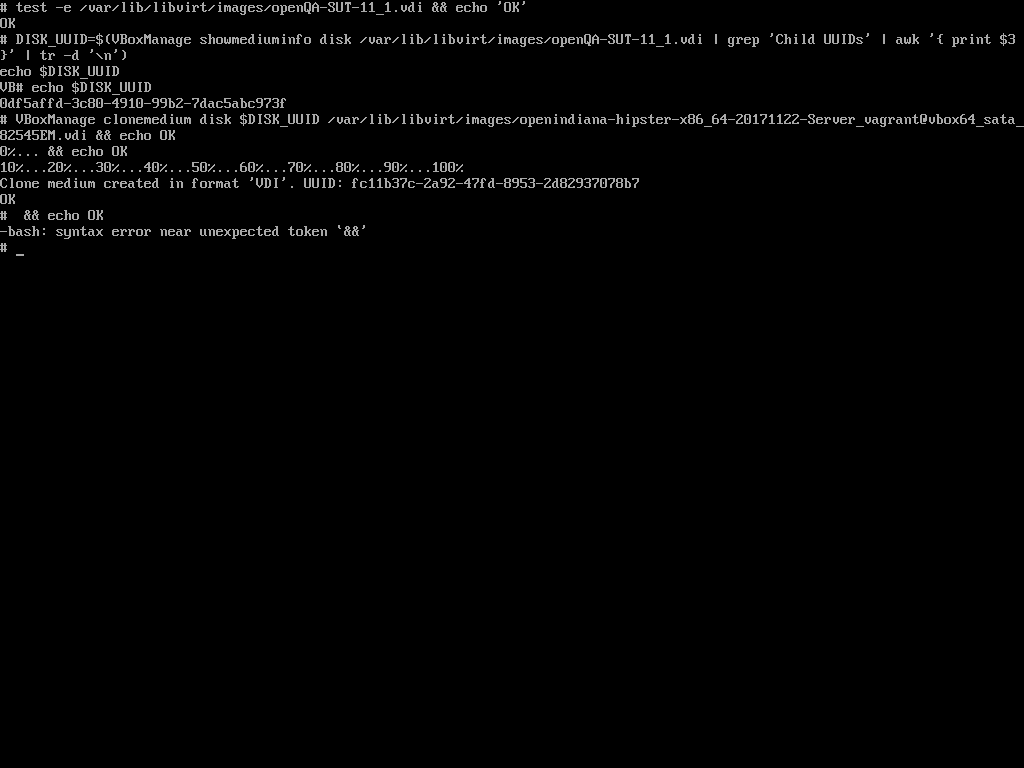 # test -e /var/lib/libvirt/images/openQA-SUT-11_1.vdi && echo 'OK'
OK
# DISK_UUID=$(VBoxManage showmediuminfo disk /var/lib/libvirt/images/openQA-SUT-11_1.vdi | grep 'Child UUIDs' | awk '{ print $3
}' | tr -d '\n')
echo $DISK_UUID
VB# echo $DISK_UUID
0df5affd-3c80-4910-99b2-7dac5abc973f
# VBoxManage clonemedium disk $DISK_UUID /var/lib/libvirt/images/openindiana-hipster-x86_64-20171122-Server_vagrant@vbox64_sata_
82545EM.vdi && echo OK
0%... && echo OK
10%...20%...30%...40%...50%...60%...70%...80%...90%...100%
Clone medium created in format 'VDI'. UUID: fc11b37c-2a92-47fd-8953-2d82937078b7
OK
#  && echo OK
-bash: syntax error near unexpected token `&&'
# _